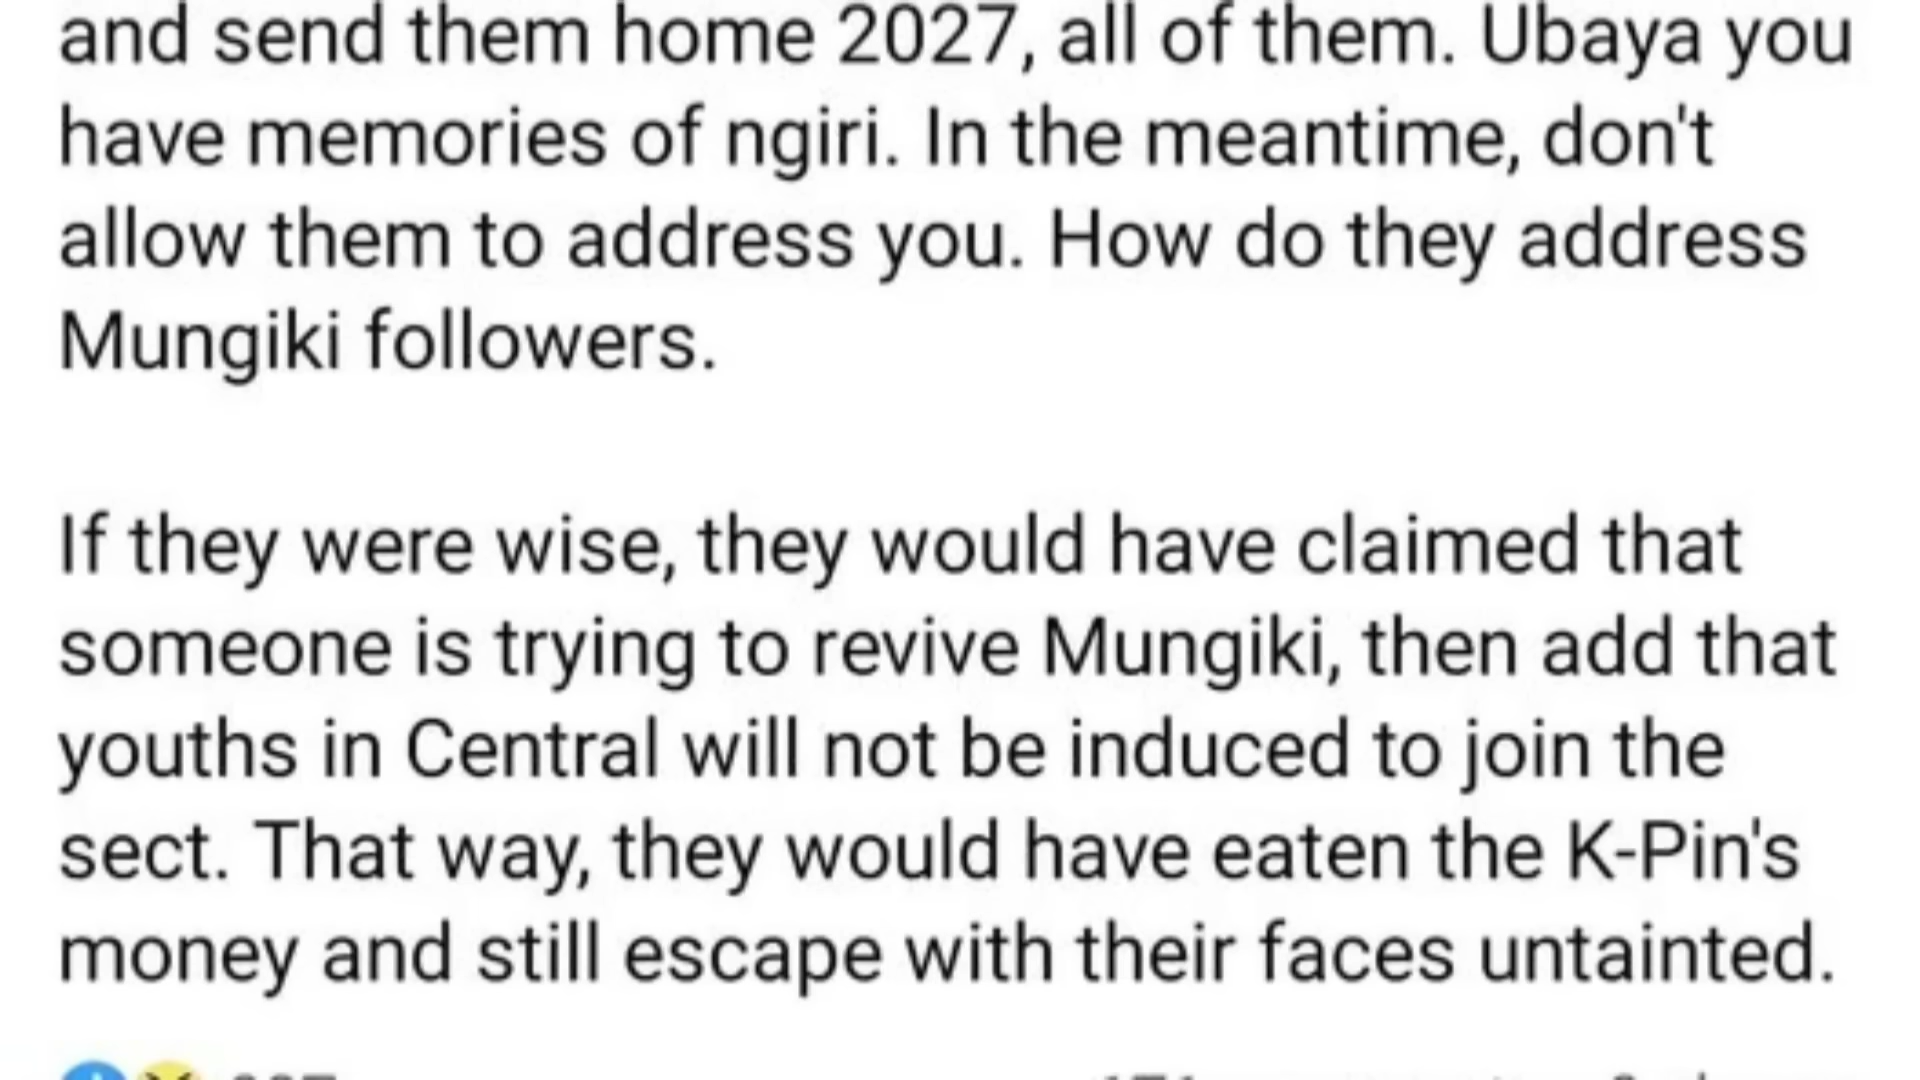 and send them home 2027, all of them. Ubaya you
have memories of ngiri. In the meantime, don't
allow them to address you. How do they address
Mungiki followers.
If they were wise, they would have claimed that
someone is trying to revive Mungiki, then add that
youths in Central will not be induced to join the
sect. That way, they would have eaten the K-Pin's
money and still escape with their faces untainted.